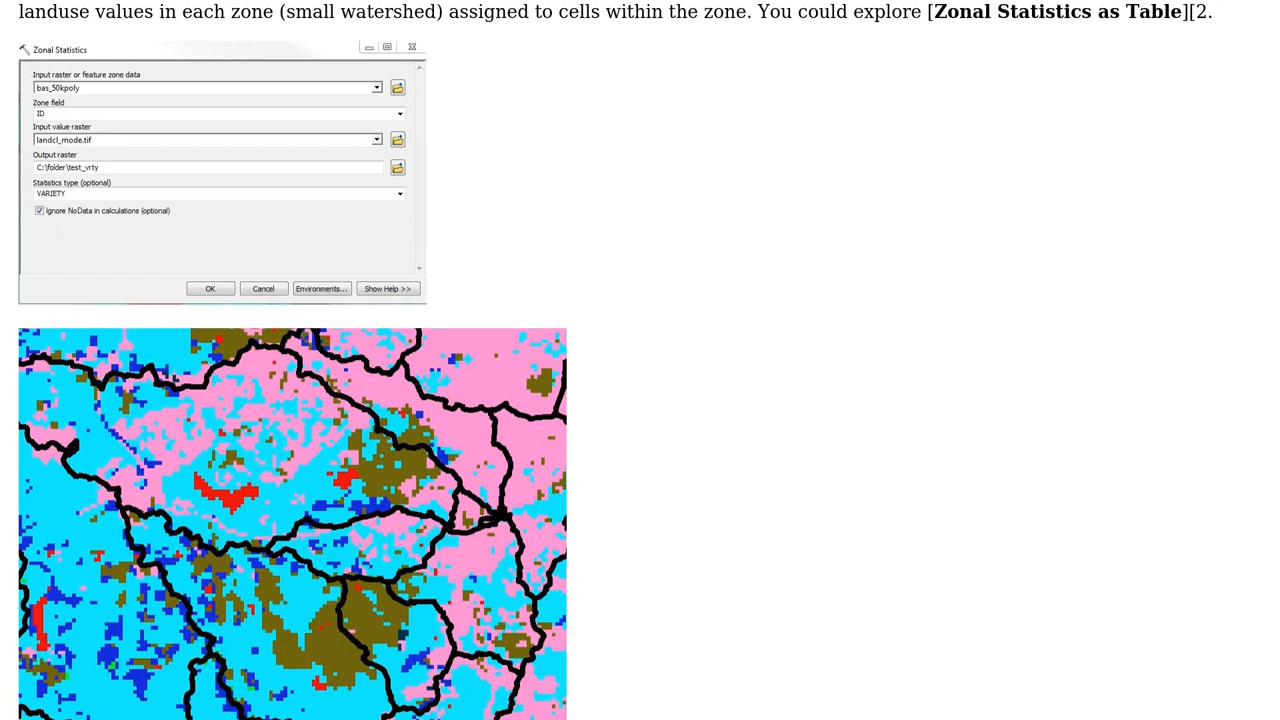 landuse values in each zone (small watershed) assigned to cells within the zone. You could explore [Zonal Statistics as Table][2.
Zonal Statistics
Input raster or feature zone data
bas_50kpoly
Zone field
ID
Input value raster
landcl_mode.tif
Output raster
C:\folder\test_vrty
Statistics type (optional)
VARIETY
Ignore NoData in calculations (optional)
OK Cancel Environments... Show Help >>